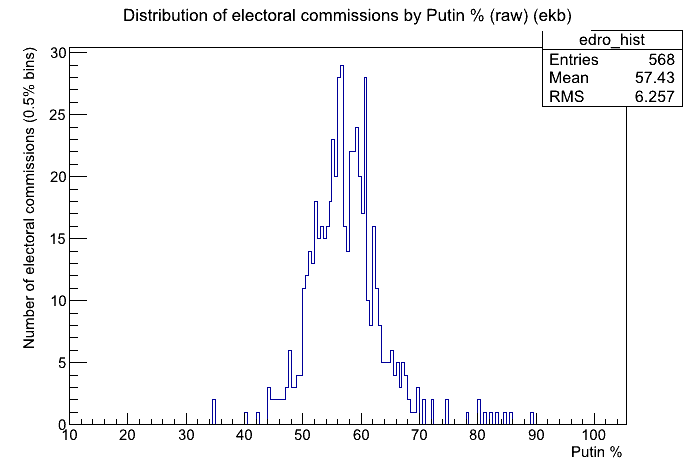 Distribution of electoral commissions by Putin % (raw) (ekb)
edro_hist
Entries 568
Mean 57.43
RMS 6.257
Number of electoral commissions (0.5% bins)
30
25
20
15
10
5
0
10 20 30 40 50 60 70 80 90 100
Putin %